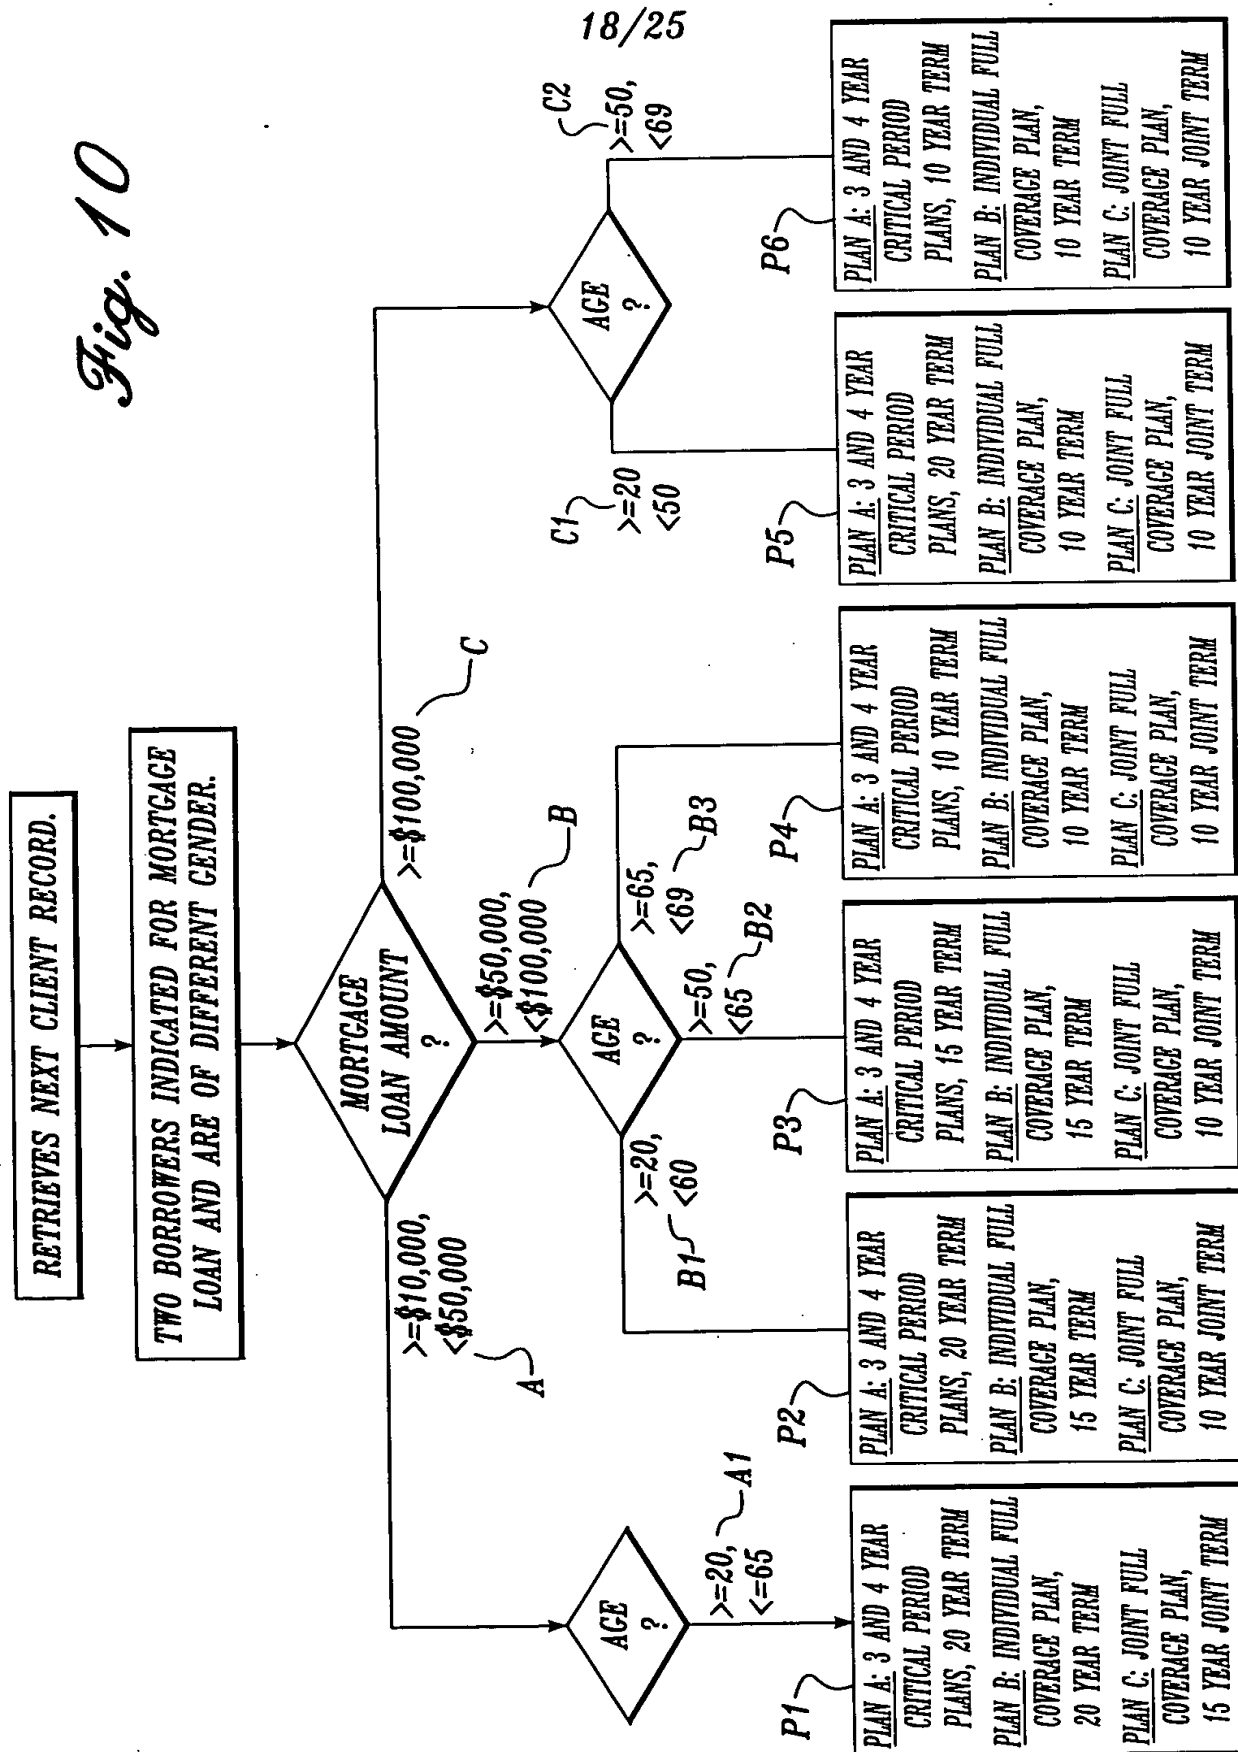 18/25
Fig. 10
RETRIEVES NEXT CLIENT RECORD.
TWO BORROWERS INDICATED FOR MORTGAGE
LOAN AND ARE OF DIFFERENT GENDER.
MORTGAGE
LOAN AMOUNT
?
>=$10,000,
<$50,000
A
>=$50,000,
<$100,000
B
>=$100,000
C
AGE
?
>=20,
<=65
A1
AGE
?
>=20,
<60
B1
>=50,
<65
B2
>=65,
<69
B3
AGE
?
C1
>=20
<50
C2
>=50,
<69
P1
PLAN A: 3 AND 4 YEAR
CRITICAL PERIOD
PLANS, 20 YEAR TERM
PLAN B: INDIVIDUAL FULL
COVERAGE PLAN,
20 YEAR TERM
PLAN C: JOINT FULL
COVERAGE PLAN,
15 YEAR JOINT TERM
P2
PLAN A: 3 AND 4 YEAR
CRITICAL PERIOD
PLANS, 20 YEAR TERM
PLAN B: INDIVIDUAL FULL
COVERAGE PLAN,
15 YEAR TERM
PLAN C: JOINT FULL
COVERAGE PLAN,
10 YEAR JOINT TERM
P3
PLAN A: 3 AND 4 YEAR
CRITICAL PERIOD
PLANS, 15 YEAR TERM
PLAN B: INDIVIDUAL FULL
COVERAGE PLAN,
15 YEAR TERM
PLAN C: JOINT FULL
COVERAGE PLAN,
10 YEAR JOINT TERM
P4
PLAN A: 3 AND 4 YEAR
CRITICAL PERIOD
PLANS, 10 YEAR TERM
PLAN B: INDIVIDUAL FULL
COVERAGE PLAN,
10 YEAR TERM
PLAN C: JOINT FULL
COVERAGE PLAN,
10 YEAR JOINT TERM
P5
PLAN A: 3 AND 4 YEAR
CRITICAL PERIOD
PLANS, 20 YEAR TERM
PLAN B: INDIVIDUAL FULL
COVERAGE PLAN,
10 YEAR TERM
PLAN C: JOINT FULL
COVERAGE PLAN,
10 YEAR JOINT TERM
P6
PLAN A: 3 AND 4 YEAR
CRITICAL PERIOD
PLANS, 10 YEAR TERM
PLAN B: INDIVIDUAL FULL
COVERAGE PLAN,
10 YEAR TERM
PLAN C: JOINT FULL
COVERAGE PLAN,
10 YEAR JOINT TERM